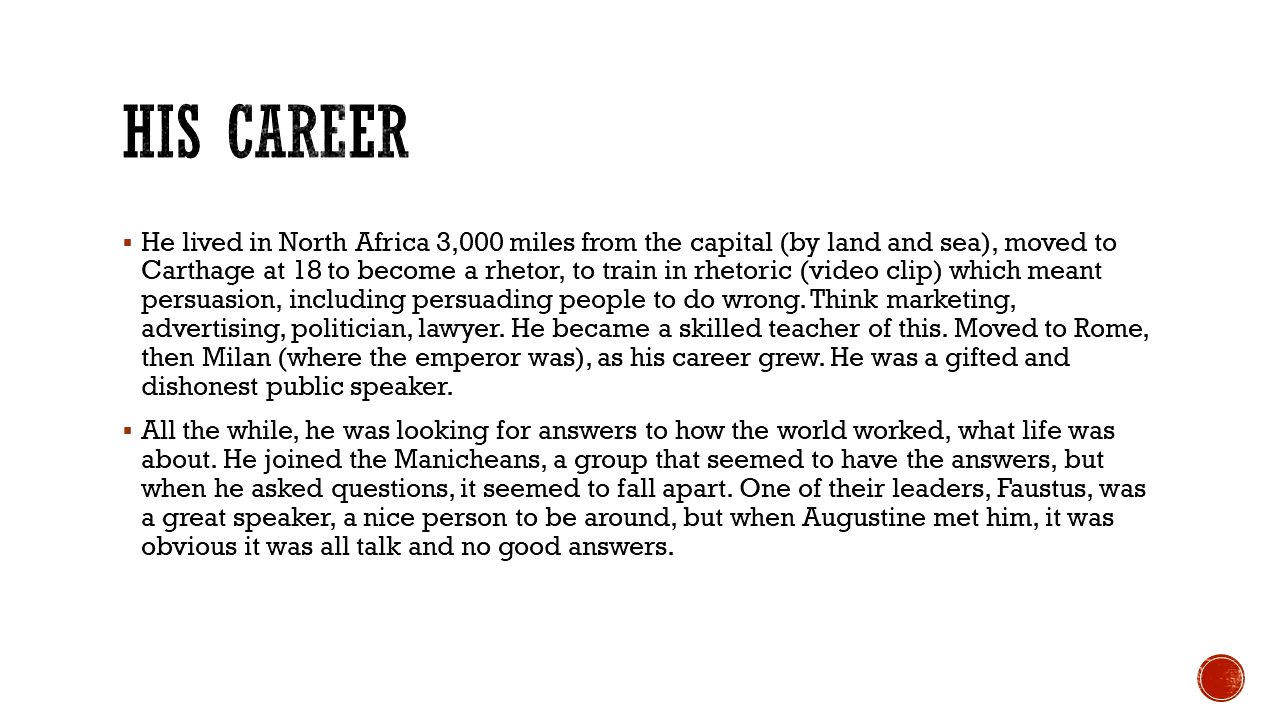 HIS CAREER
He lived in North Africa 3,000 miles from the capital (by land and sea), moved to
Carthage at 18 to become a rhetor, to train in rhetoric (video clip) which meant
persuasion, including persuading people to do wrong. Think marketing,
advertising, politician, lawyer. He became a skilled teacher of this. Moved to Rome,
then Milan (where the emperor was), as his career grew. He was a gifted and
dishonest public speaker.
All the while, he was looking for answers to how the world worked, what life was
about. He joined the Manicheans, a group that seemed to have the answers, but
when he asked questions, it seemed to fall apart. One of their leaders, Faustus, was
a great speaker, a nice person to be around, but when Augustine met him, it was
obvious it was all talk and no good answers.